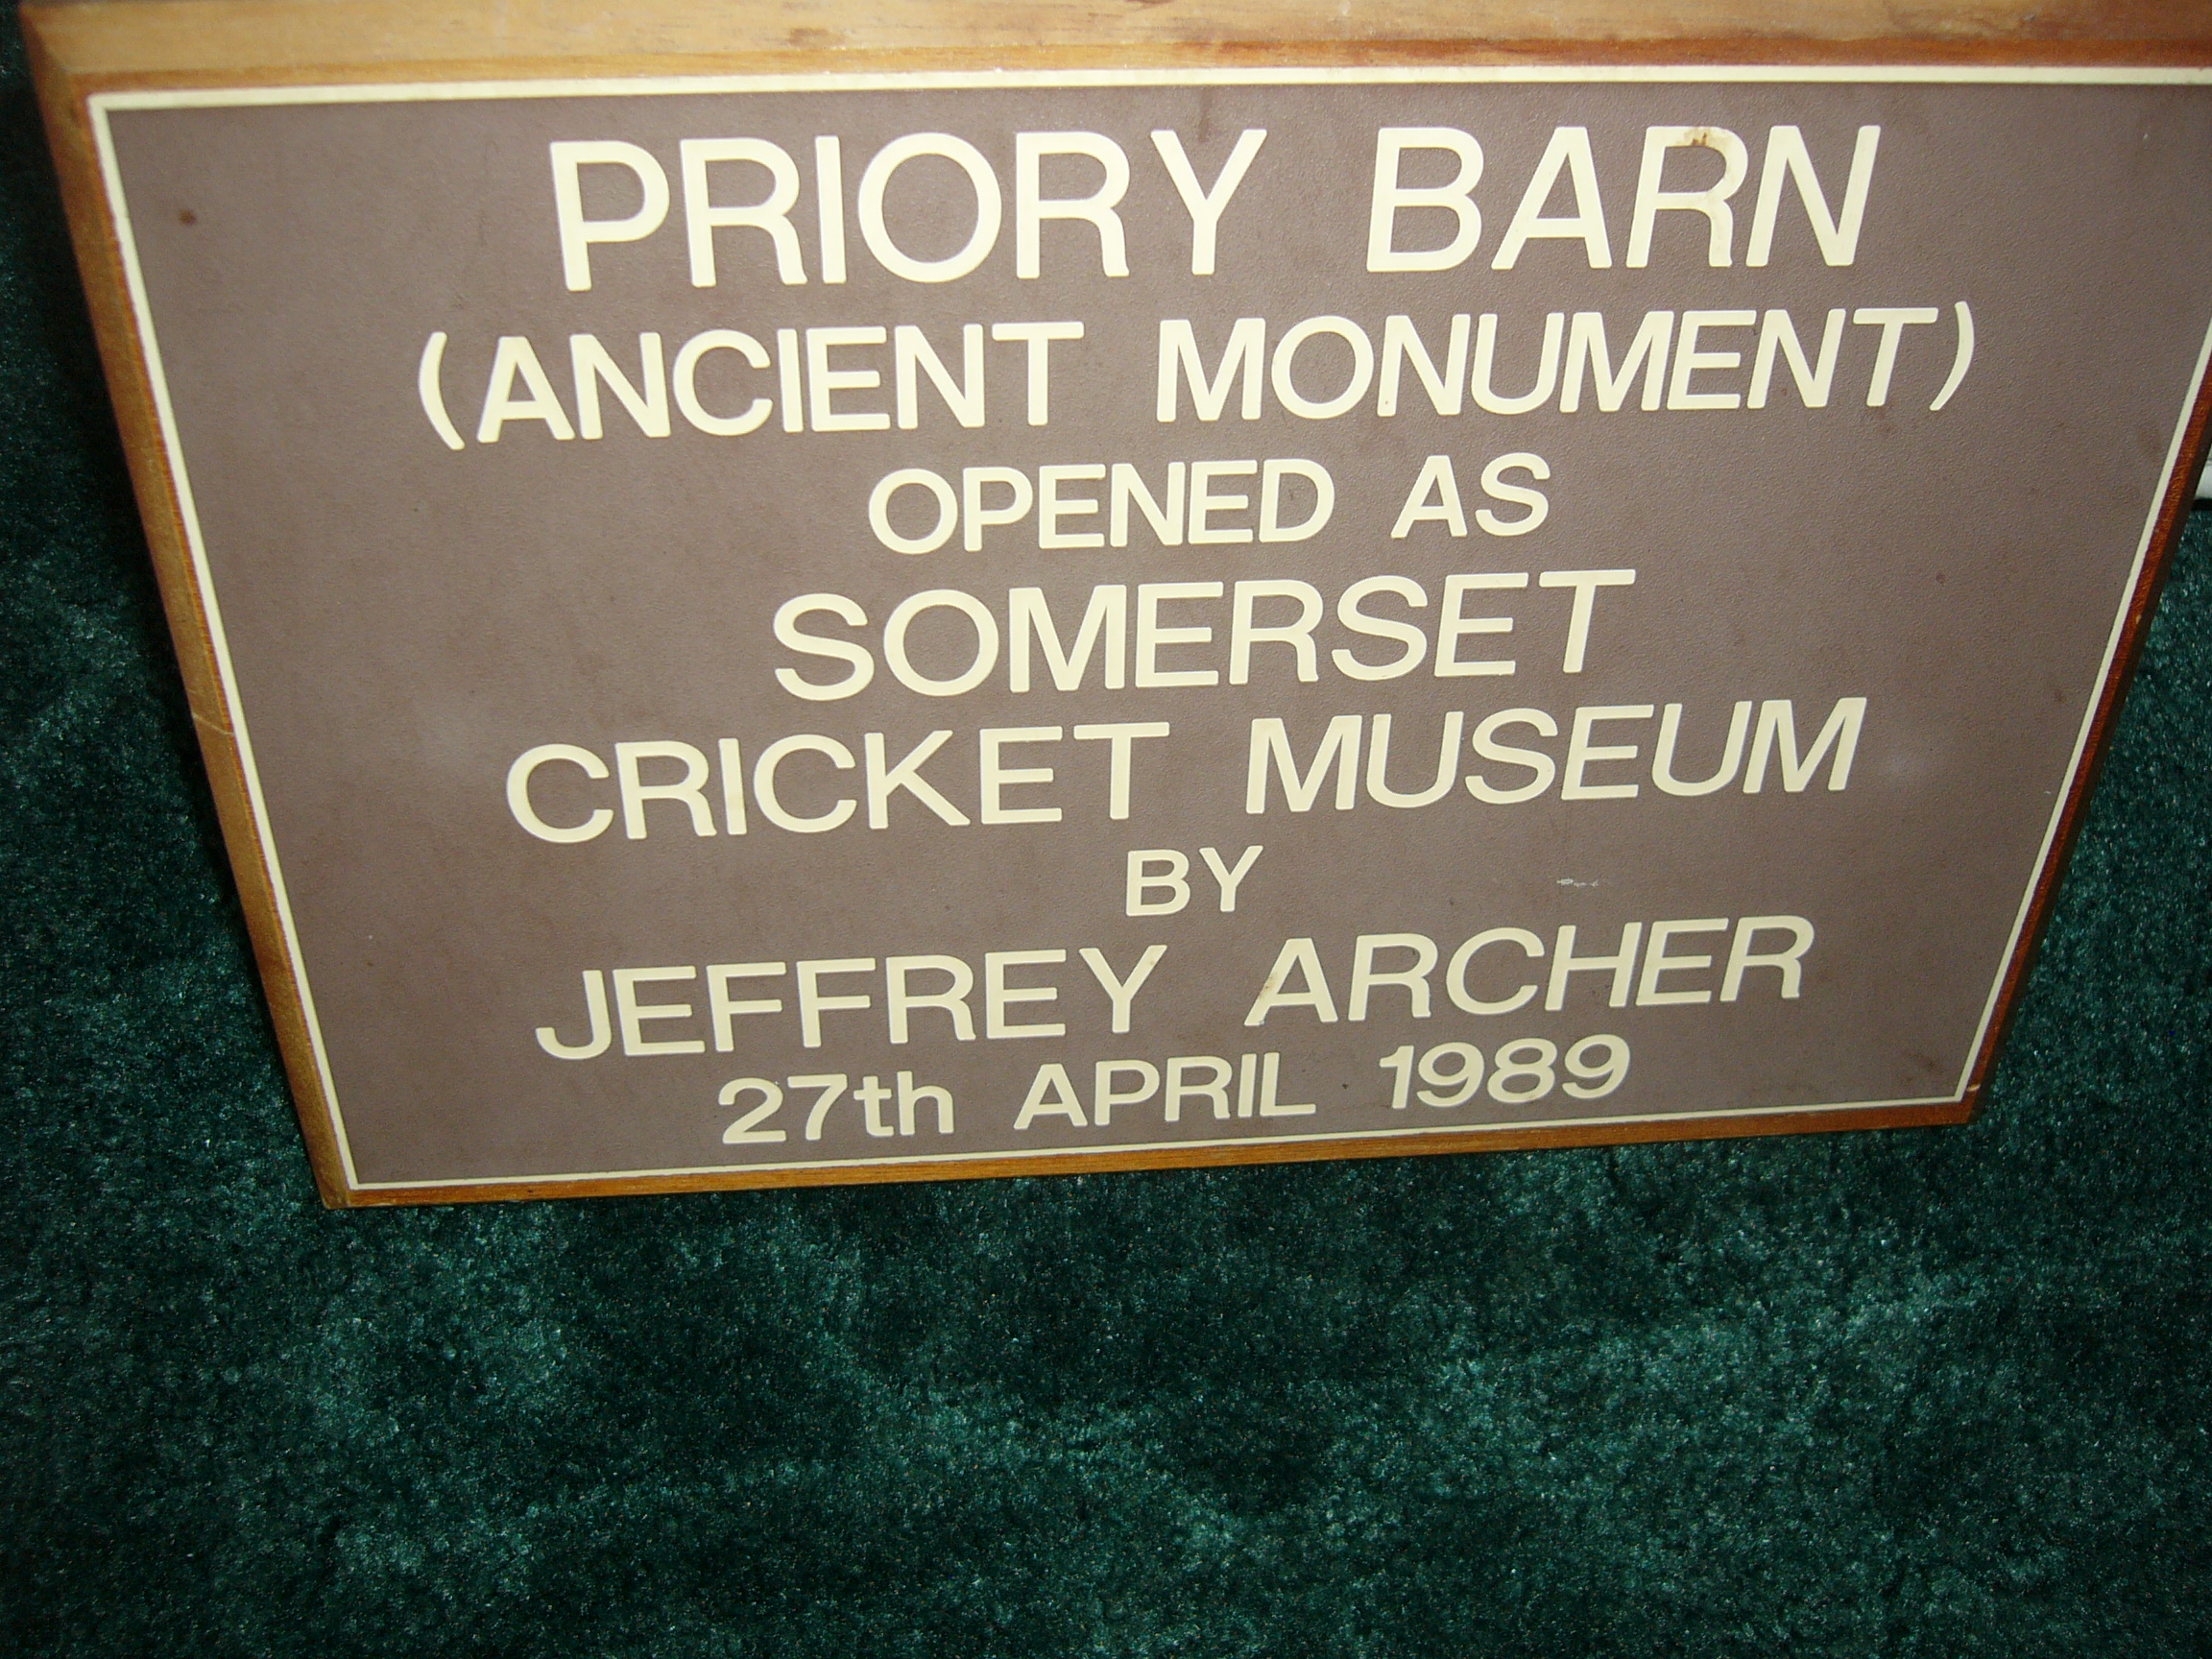 PRIORY BARN
(ANCIENT MONUMENT)
OPENED AS
SOMERSET
CRICKET MUSEUM
BY
JEFFREY ARCHER
27th APRIL 1989